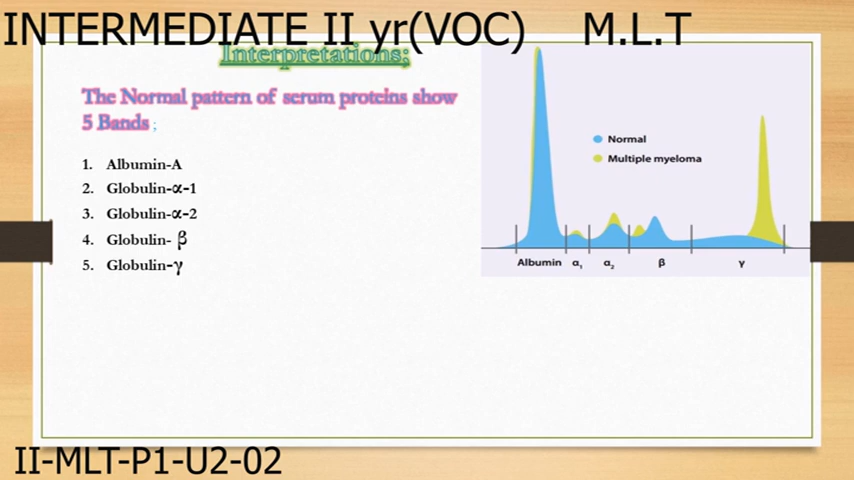 INTERMEDIATE II yr(VOC) M.L.T
Interpretations;
The Normal pattern of serum proteins show
5 Bands ;
1. Albumin-A
2. Globulin-α-1
3. Globulin-α-2
4. Globulin- β
5. Globulin-γ
Normal
Multiple myeloma
Albumin α₁ α₂ β γ
II-MLT-P1-U2-02